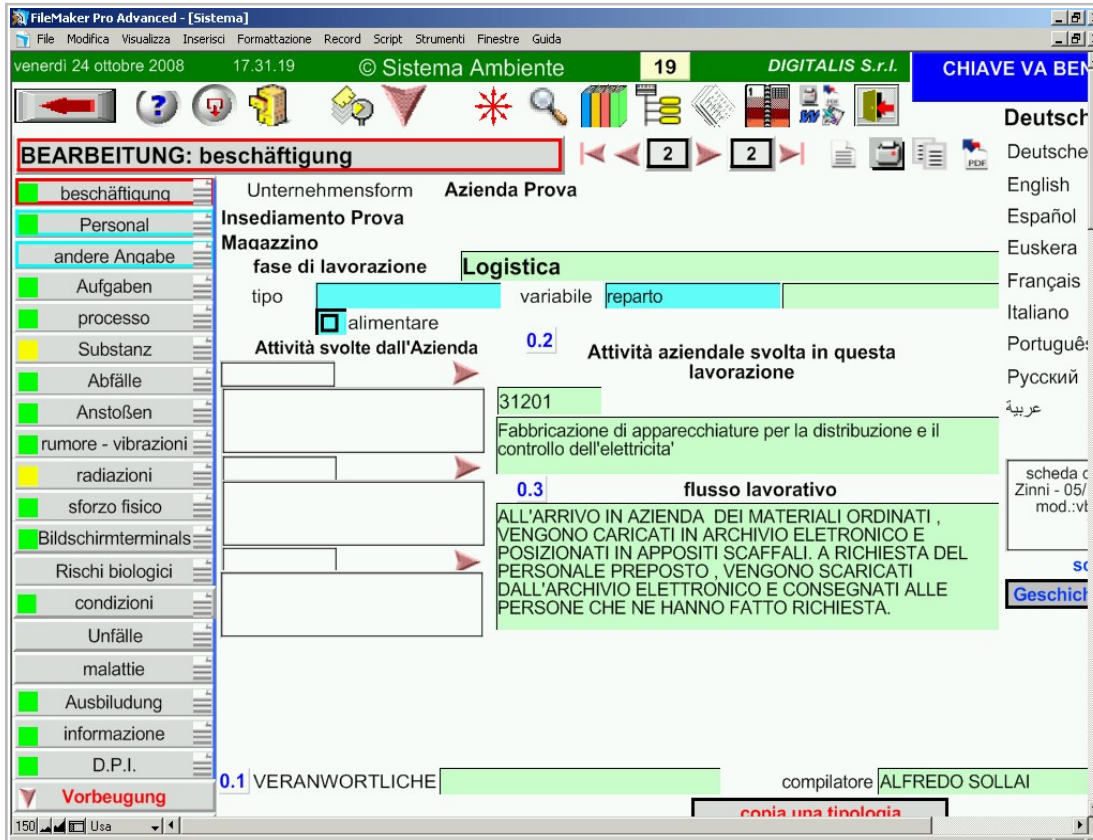 FileMaker Pro Advanced - [Sistema]
File Modifica Visualizza Inserisci Formattazione Record Script Strumenti Finestre Guida
venerdì 24 ottobre 2008 17.31.19 © Sistema Ambiente 19 DIGITALIS S.r.l. CHIAVE VA BEN
BEARBEITUNG: beschäftigung
2 2
PDF
Deutsch
Deutsche
English
Español
Euskera
Français
Italiano
Português
Русский
عربية
beschäftigung
Personal
andere Angabe
Aufgaben
processo
Substanz
Abfälle
Anstoßen
rumore - vibrazioni
radiazioni
sforzo fisico
Bildschirmterminals
Rischi biologici
condizioni
Unfälle
malattie
Ausbiludung
informazione
D.P.I.
Vorbeugung
Unternehmensform Azienda Prova
Insediamento Prova
Magazzino
fase di lavorazione Logistica
tipo variabile reparto
alimentare
Attività svolte dall'Azienda
0.2 Attività aziendale svolta in questa
lavorazione
31201
Fabbricazione di apparecchiature per la distribuzione e il
controllo dell'elettricita'
0.3 flusso lavorativo
ALL'ARRIVO IN AZIENDA DEI MATERIALI ORDINATI ,
VENGONO CARICATI IN ARCHIVIO ELETRONICO E
POSIZIONATI IN APPOSITI SCAFFALI. A RICHIESTA DEL
PERSONALE PREPOSTO , VENGONO SCARICATI
DALL'ARCHIVIO ELETTRONICO E CONSEGNATI ALLE
PERSONE CHE NE HANNO FATTO RICHIESTA.
scheda
Zinni - 05/
mod.:
Geschich
0.1 VERANWORTLICHE compilatore ALFREDO SOLLAI
copia una tipologia
150 Usa